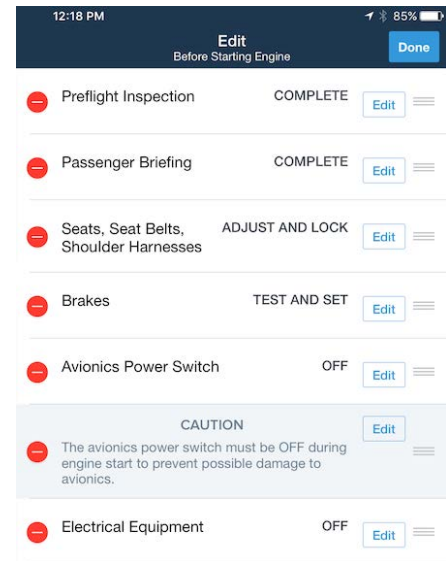 12:18 PM 85%
Edit
Before Starting Engine
Done
Preflight Inspection COMPLETE Edit
Passenger Briefing COMPLETE Edit
Seats, Seat Belts, ADJUST AND LOCK
Shoulder Harnesses Edit
Brakes TEST AND SET Edit
Avionics Power Switch OFF Edit
CAUTION Edit
The avionics power switch must be OFF during
engine start to prevent possible damage to
avionics.
Electrical Equipment OFF Edit